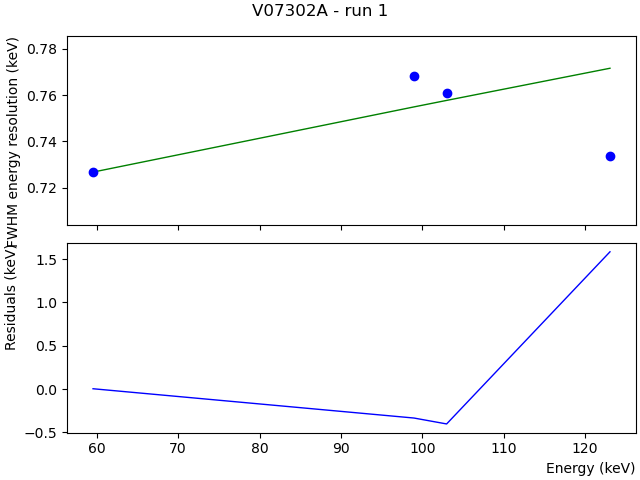 V07302A - run 1
FWHM energy resolution (keV)
0.78
0.76
0.74
0.72
Residuals (keV)
1.5
1.0
0.5
0.0
−0.5
60 70 80 90 100 110 120
Energy (keV)